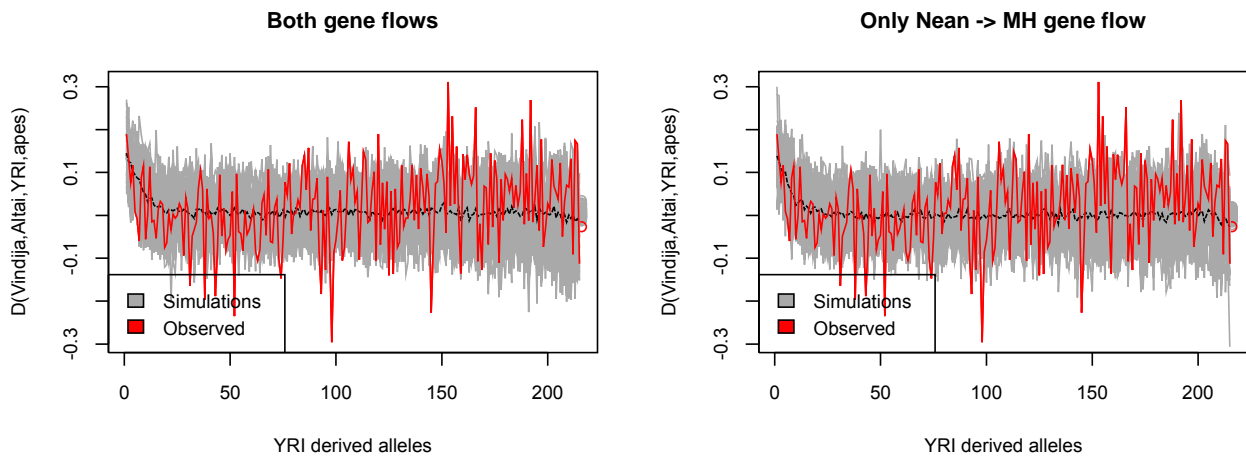 Both gene flows
D(Vindija,Altai,YRI,apes)
0.3
0.1
-0.1
-0.3
Simulations
Observed
0 50 100 150 200
YRI derived alleles
Only Nean -> MH gene flow
D(Vindija,Altai,YRI,apes)
0.3
0.1
-0.1
-0.3
Simulations
Observed
0 50 100 150 200
YRI derived alleles